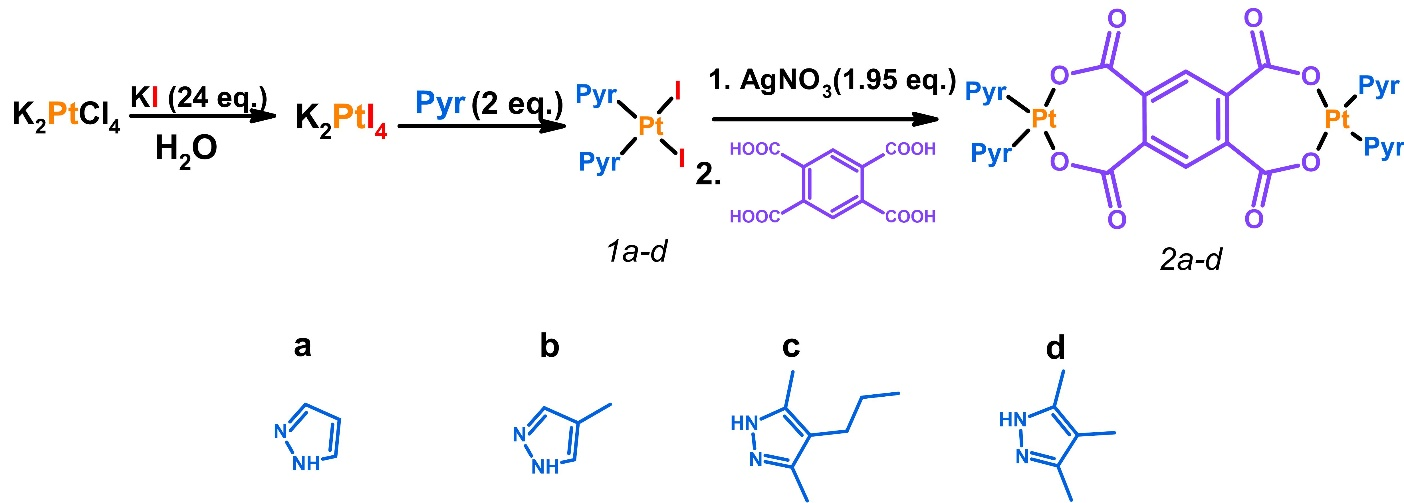 K₂PtCl₄
KI (24 eq.)
H₂O
K₂PtI₄
Pyr (2 eq.)
Pyr
I
Pt
Pyr
I
1a-d
1. AgNO₃(1.95 eq.)
2.
HOOC
COOH
HOOC
COOH
O
O
Pyr
O
O
Pyr
Pt
Pt
Pyr
O
O
Pyr
O
O
2a-d
a
b
c
d
N
NH
N
NH
HN
N
HN
N